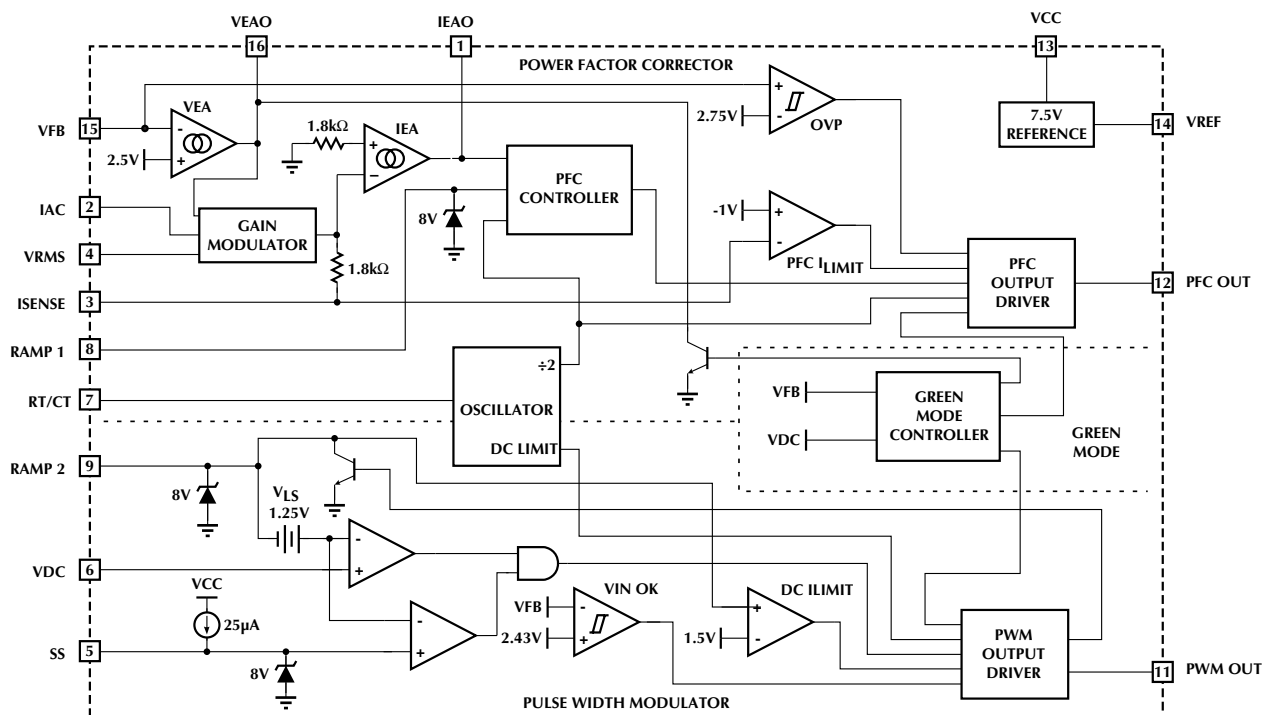 VEAO
IEAO
VCC
16
1
13
POWER FACTOR CORRECTOR
VEA
VFB
15
-
+
2.5V
1.8kΩ
IEA
+
–
+
-
2.75V
OVP
7.5V
REFERENCE
14
VREF
IAC
2
VRMS
4
GAIN
MODULATOR
1.8kΩ
8V
PFC
CONTROLLER
-1V
+
-
PFC ILIMIT
PFC
OUTPUT
DRIVER
12
PFC OUT
ISENSE
3
RAMP 1
8
RT/CT
7
÷2
OSCILLATOR
DC LIMIT
VFB
VDC
GREEN
MODE
CONTROLLER
GREEN
MODE
RAMP 2
9
8V
VLS
1.25V
-
+
VDC
6
VCC
25µA
SS
5
8V
-
+
VIN OK
VFB
-
2.43V
+
DC ILIMIT
+
1.5V
-
PWM
OUTPUT
DRIVER
11
PWM OUT
PULSE WIDTH MODULATOR